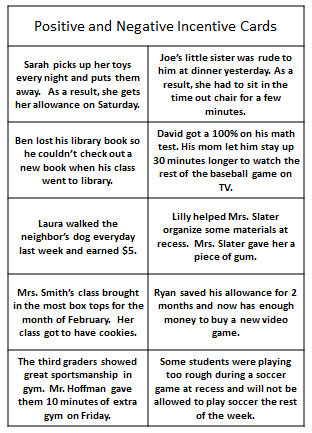 Positive and Negative Incentive Cards
Sarah picks up her toys
every night and puts them
away.  As a result, she gets
her allowance on Saturday.
Joe's little sister was rude to
him at dinner yesterday. As a
result, she had to sit in the
time out chair for a few
minutes.
Ben lost his library book so
he couldn't check out a
new book when his class
went to library.
David got a 100% on his math
test. His mom let him stay up
30 minutes longer to watch the
rest of the baseball game on
TV.
Laura walked the
neighbor's dog everyday
last week and earned $5.
Lilly helped Mrs. Slater
organize some materials at
recess.  Mrs. Slater gave her a
piece of gum.
Mrs. Smith's class brought
in the most box tops for the
month of February.  Her
class got to have cookies.
Ryan saved his allowance for 2
months and now has enough
money to buy a new video
game.
The third graders showed
great sportsmanship in
gym.  Mr. Hoffman  gave
them 10 minutes of extra
gym on Friday.
Some students were playing
too rough during a soccer
game at recess and will not be
allowed to play soccer the rest
of the week.